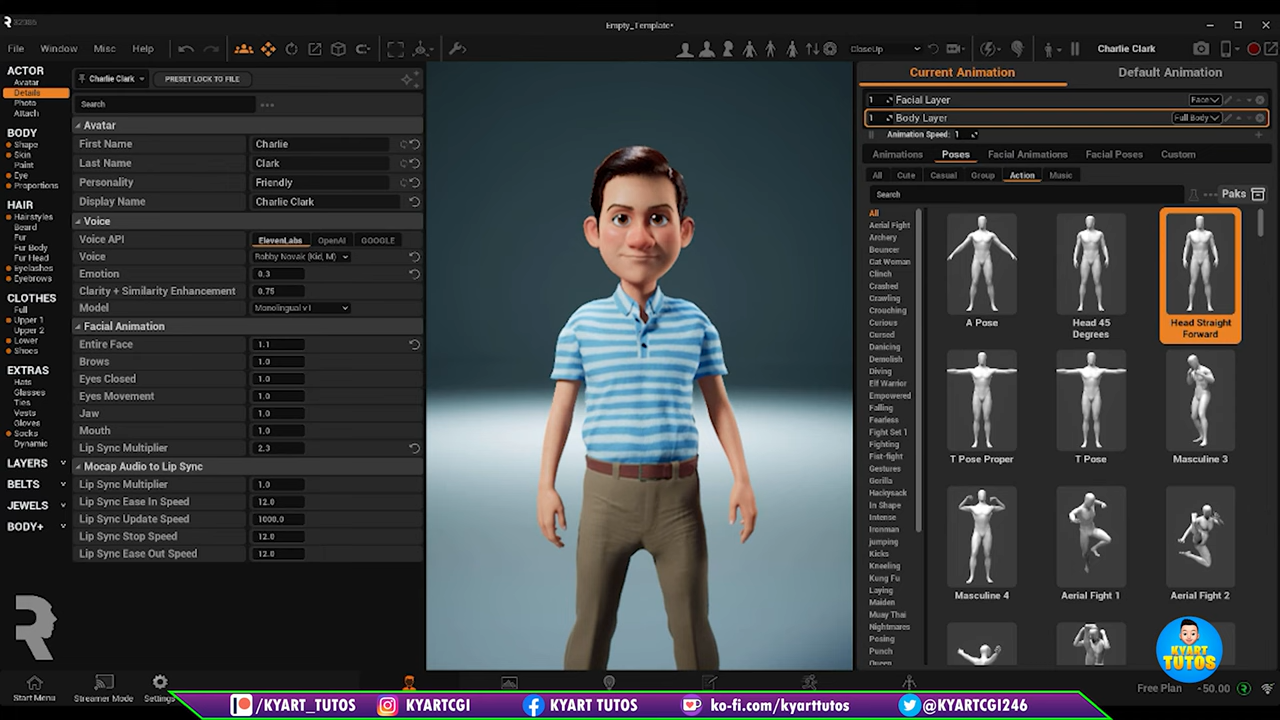 Empty_Template*
File Window Misc Help
CloseUp
Charlie Clark
ACTOR
Avatar
Details
Photo
Attach
BODY
Shape
Skin
Paint
Eye
Proportions
HAIR
Hairstyles
Beard
Fur
Fur Body
Fur Head
Eyelashes
Eyebrows
CLOTHES
Full
Upper 1
Upper 2
Lower
Shoes
EXTRAS
Hats
Glasses
Ties
Vests
Gloves
Socks
Dynamic
LAYERS
BELTS
JEWELS
BODY+
Charlie Clark PRESET LOCK TO FILE
Search
Avatar
First Name Charlie
Last Name Clark
Personality Friendly
Display Name Charlie Clark
Voice
Voice API ElevenLabs OpenAI GOOGLE
Voice Robby Novak (Kid, M)
Emotion 0.3
Clarity + Similarity Enhancement 0.75
Model Monolingual v1
Facial Animation
Entire Face 1.1
Brows 1.0
Eyes Closed 1.0
Eyes Movement 1.0
Jaw 1.0
Mouth 1.0
Lip Sync Multiplier 2.3
Mocap Audio to Lip Sync
Lip Sync Multiplier 1.0
Lip Sync Ease In Speed 12.0
Lip Sync Update Speed 1000.0
Lip Sync Stop Speed 12.0
Lip Sync Ease Out Speed 12.0
Current Animation Default Animation
1 Facial Layer Face
1 Body Layer Full Body
Animation Speed: 1
Animations Poses Facial Animations Facial Poses Custom
All Cute Casual Group Action Music
Search Paks
All
Aerial Fight
Archery
Bouncer
Cat Woman
Clinch
Crashed
Crawling
Crouching
Curious
Cursed
Danicing
Demolish
Diving
Elf Warrior
Empowered
Falling
Fearless
Fight Set 1
Fighting
Fist-fight
Gestures
Gorilla
Hackysack
In Shape
Intense
Ironman
jumping
Kicks
Kneeling
Kung Fu
Laying
Maiden
Muay Thai
Nightmares
Posing
Punch
Queen
A Pose
Head 45
Degrees
Head Straight
Forward
T Pose Proper
T Pose
Masculine 3
Masculine 4
Aerial Fight 1
Aerial Fight 2
KYART
TUTOS
Start Menu Streamer Mode Settings
Free Plan -50.00
/KYART_TUTOS KYARTCGI KYART TUTOS ko-fi.com/kyarttutos @KYARTCGI246